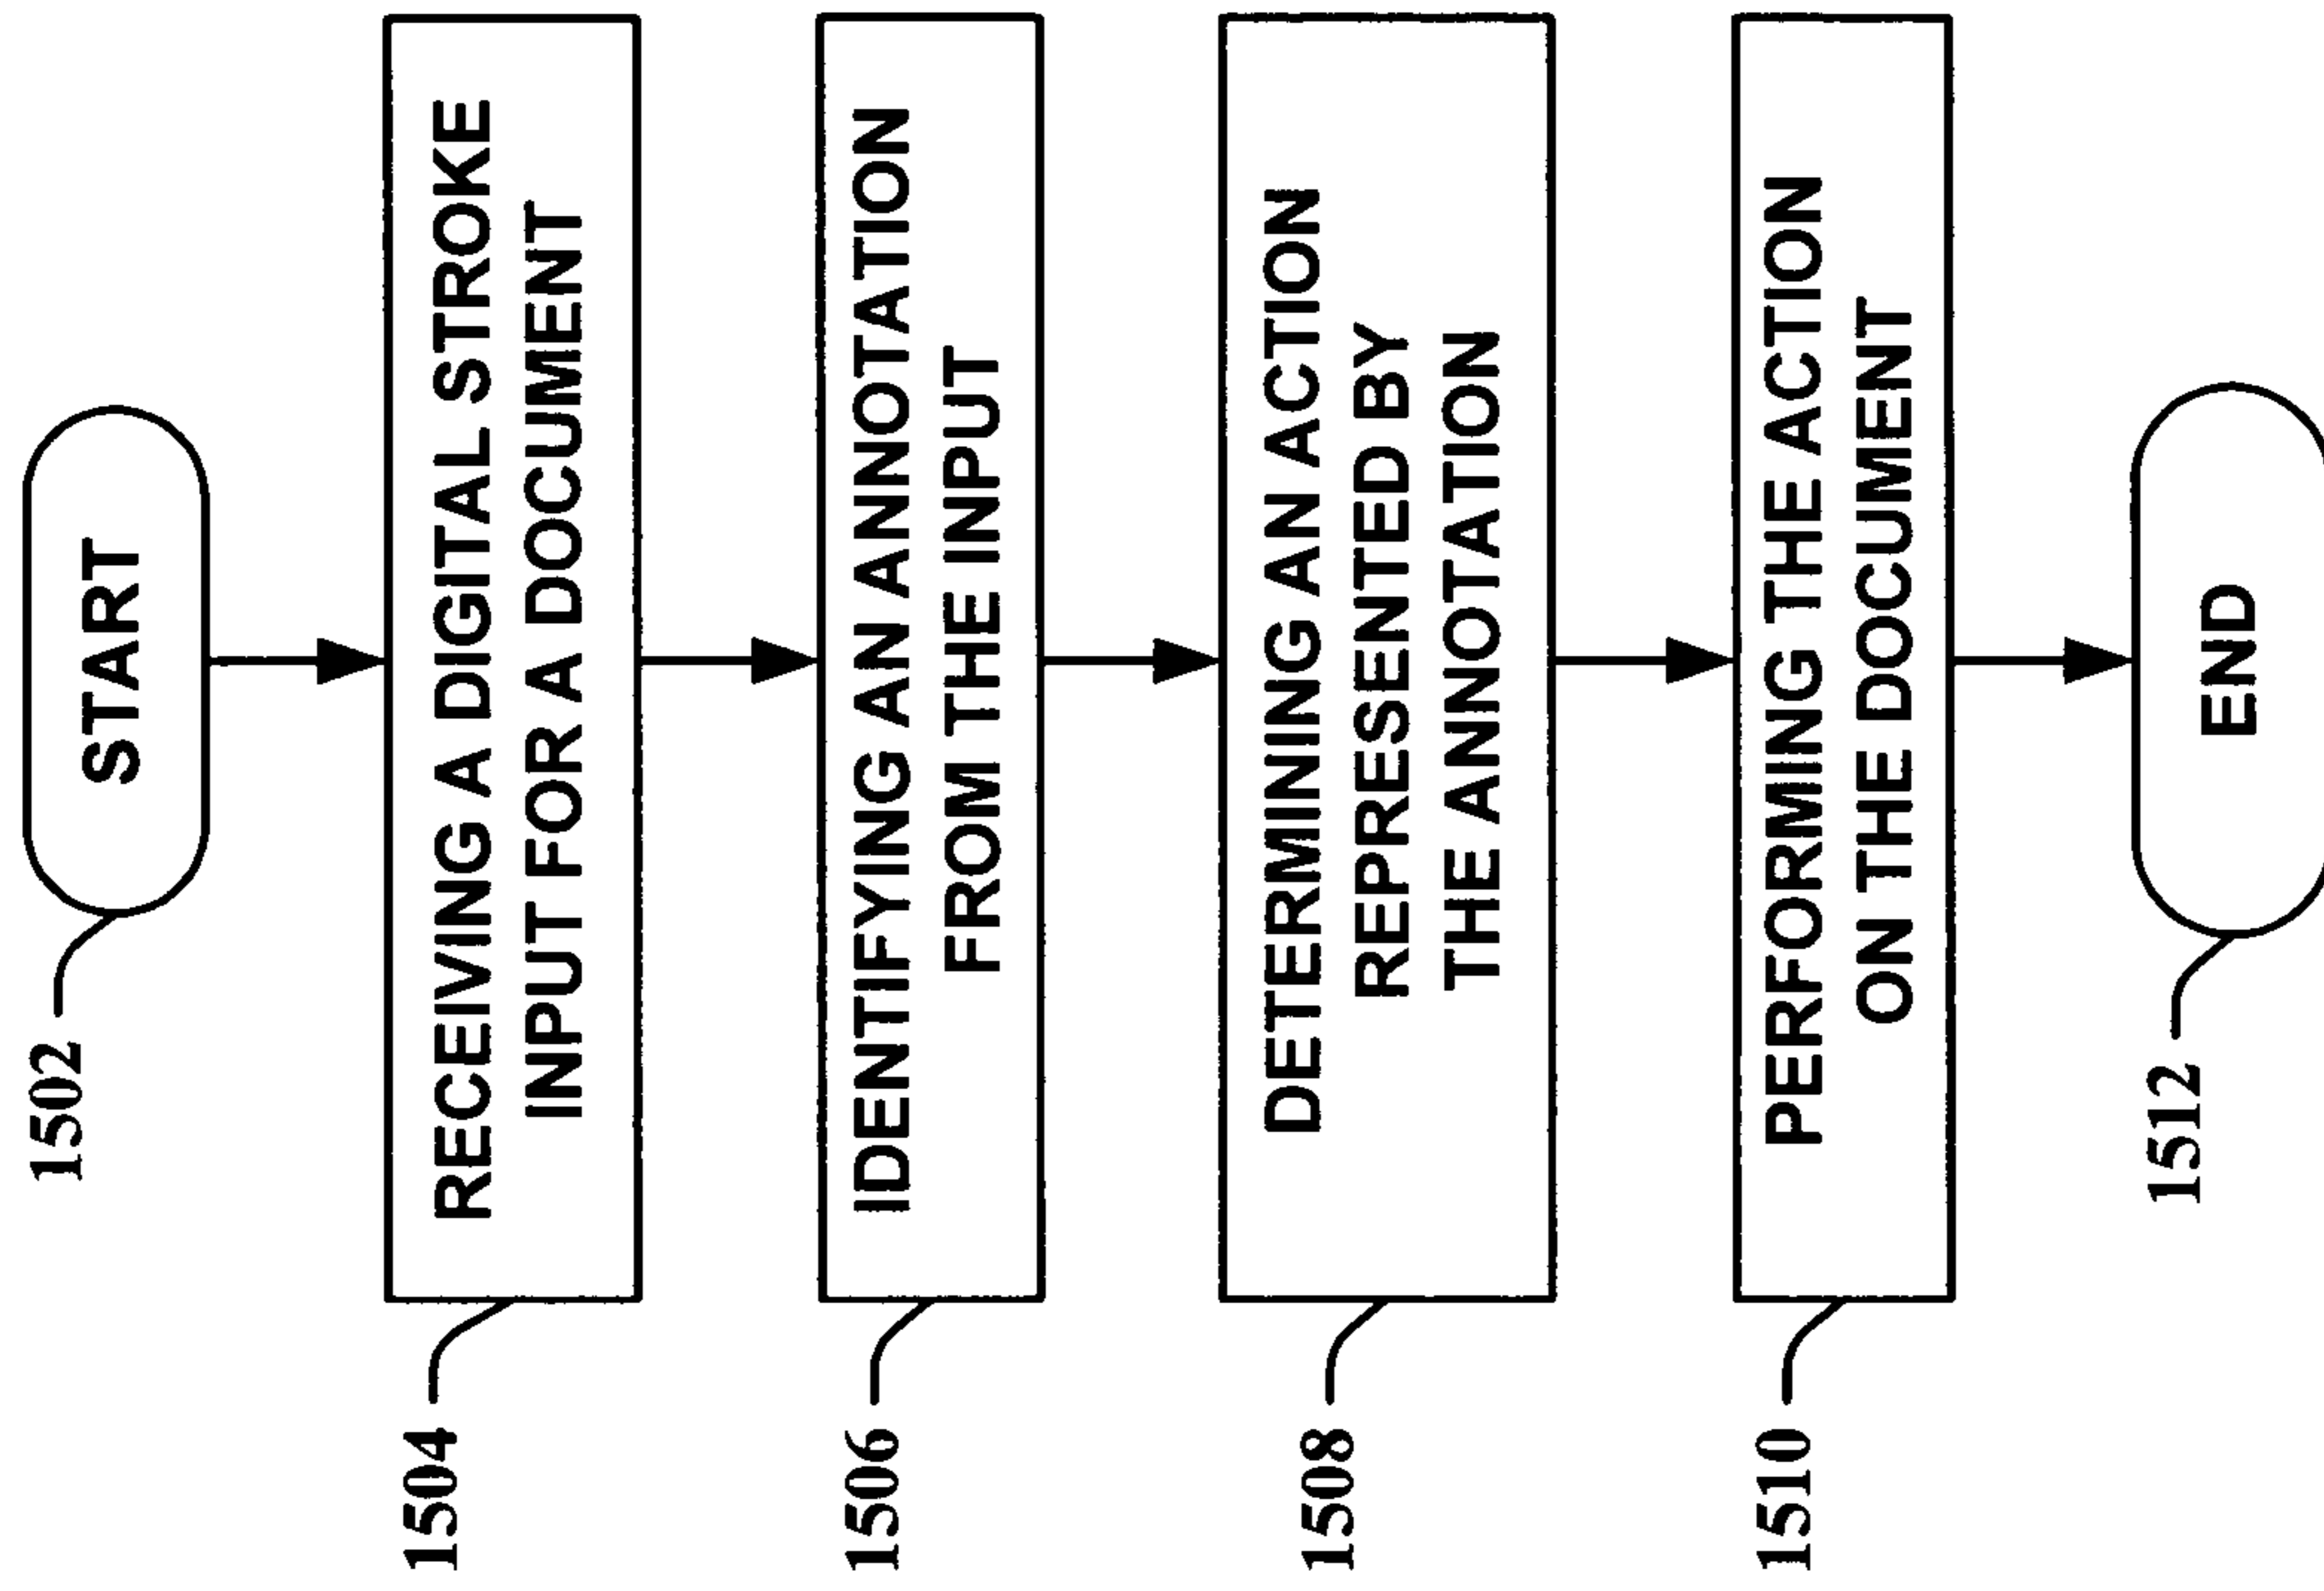 1502
START
1504
RECEIVING A DIGITAL STROKE
INPUT FOR A DOCUMENT
1506
IDENTIFYING AN ANNOTATION
FROM THE INPUT
1508
DETERMINING AN ACTION
REPRESENTED BY
THE ANNOTATION
1510
PERFORMING THE ACTION
ON THE DOCUMENT
1512
END